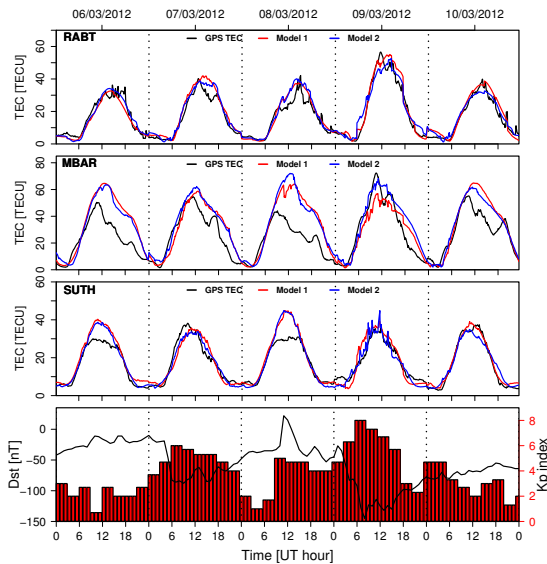 06/03/2012 07/03/2012 08/03/2012 09/03/2012 10/03/2012
RABT GPS TEC Model 1 Model 2
TEC [TECU]
0 20 40 60
MBAR GPS TEC Model 1 Model 2
TEC [TECU]
0 20 40 60 80
SUTH GPS TEC Model 1 Model 2
TEC [TECU]
0 20 40 60
Dst [nT]
−150 −100 −50 0
Kp index
0 2 4 6 8
0 6 12 18 0 6 12 18 0 6 12 18 0 6 12 18 0 6 12 18 0
Time [UT hour]